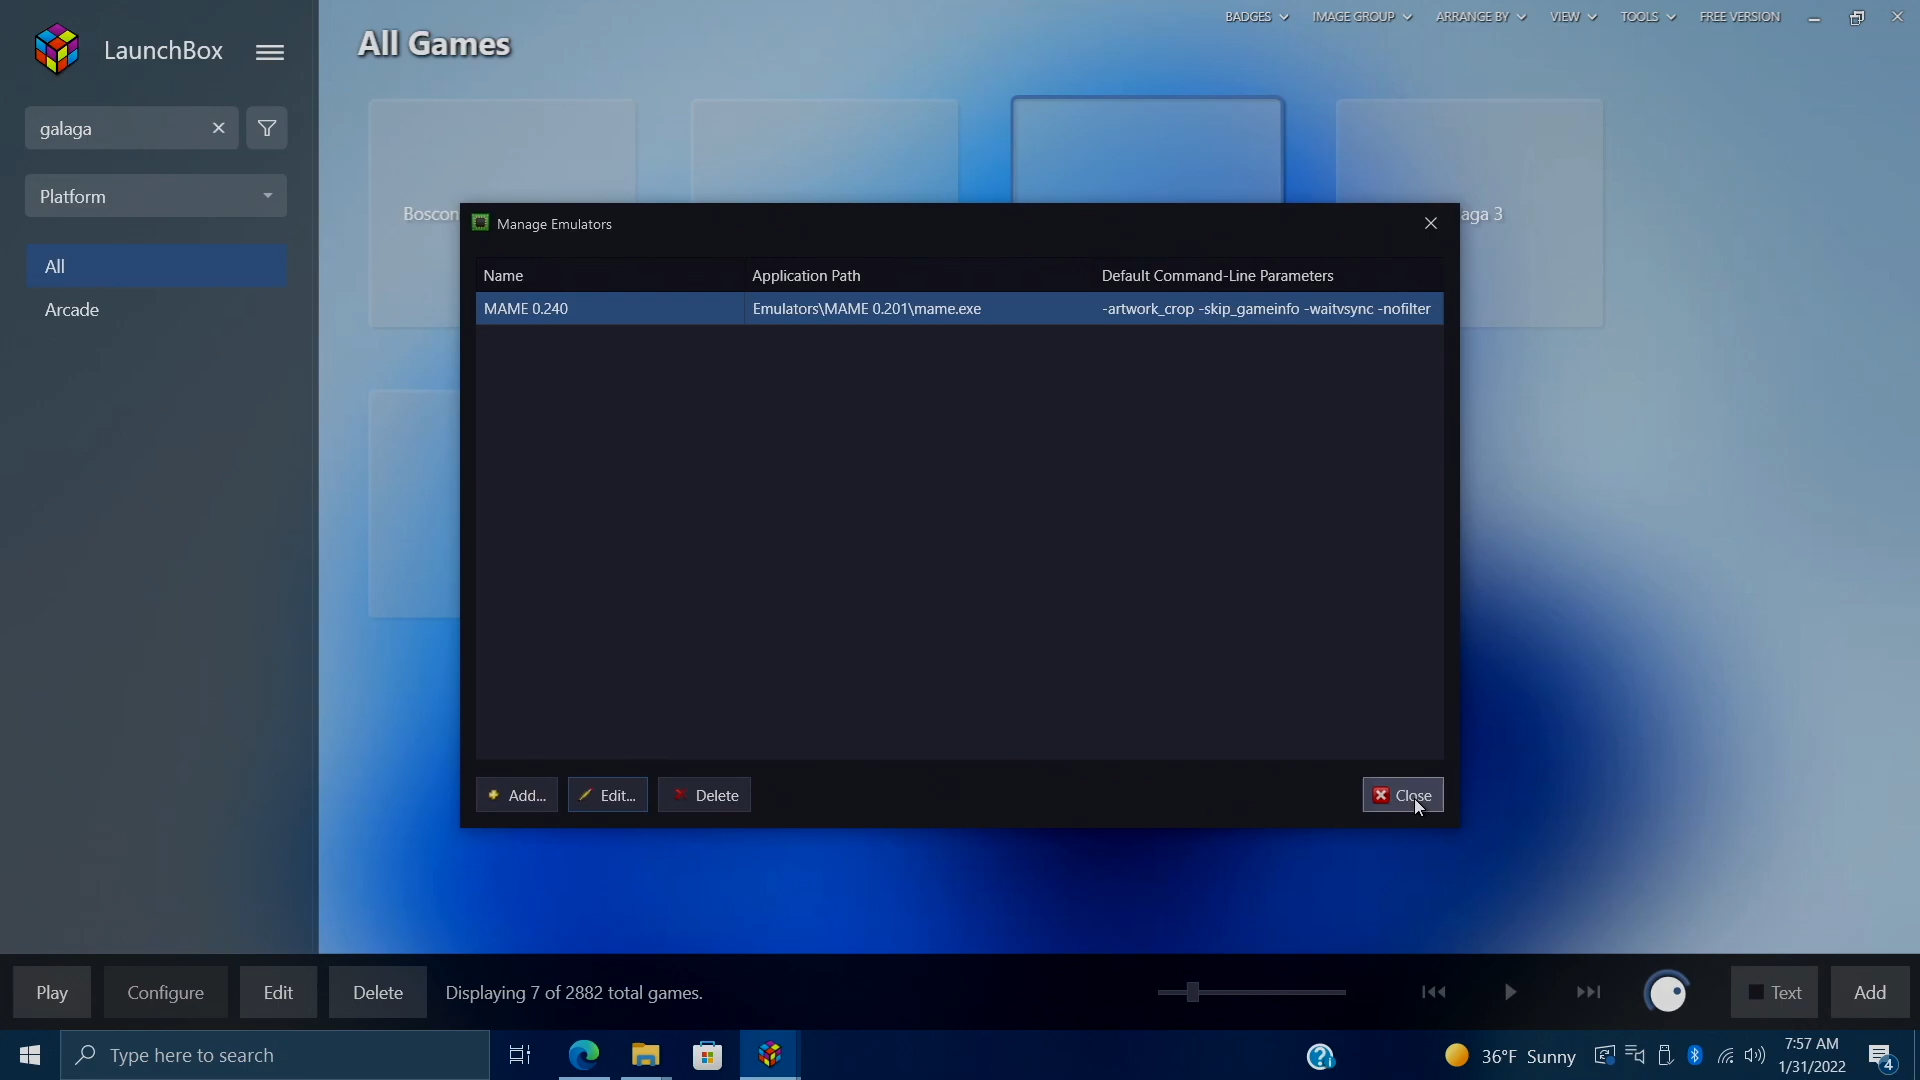 BADGES IMAGE GROUP ARRANGE BY VIEW TOOLS FREE VERSION
LaunchBox
All Games
galaga
Platform
All
Arcade
Boscon
aga 3
Manage Emulators
Name Application Path Default Command-Line Parameters
MAME 0.240 Emulators\MAME 0.201\mame.exe -artwork_crop -skip_gameinfo -waitvsync -nofilter
Add... Edit... Delete Close
Play Configure Edit Delete Displaying 7 of 2882 total games. Text Add
Type here to search
36°F Sunny
7:57 AM
1/31/2022
4